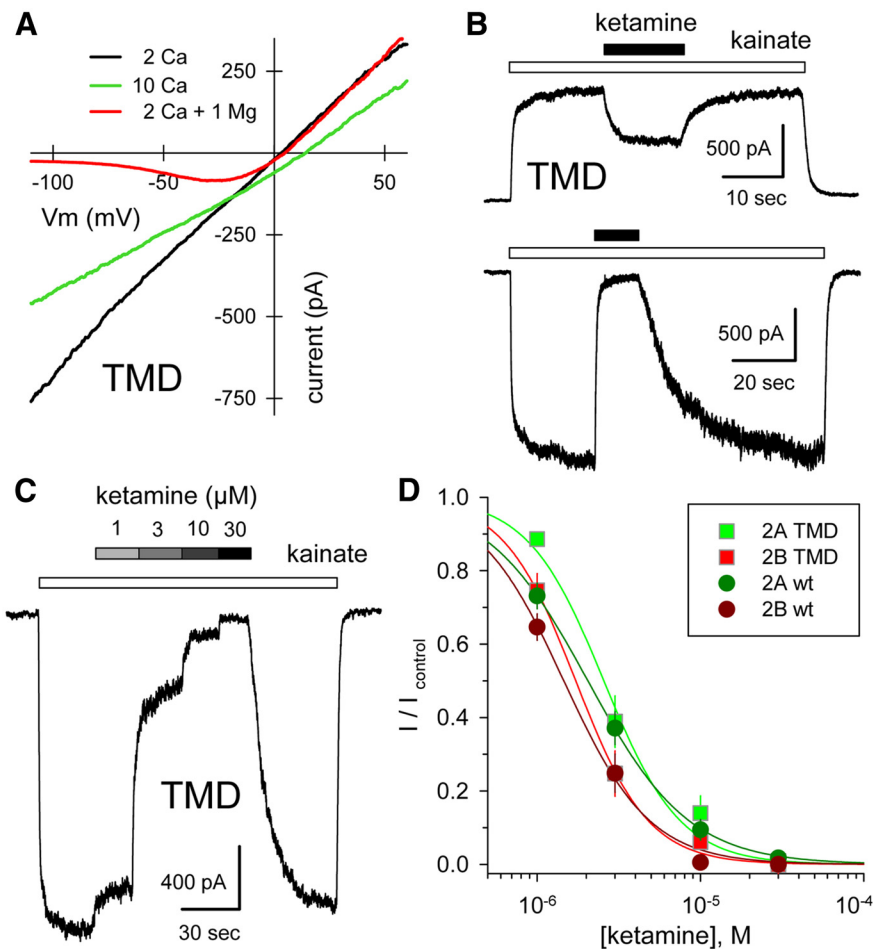 A
2 Ca
10 Ca
2 Ca + 1 Mg
250
-100
-50
50
Vm (mV)
-250
-500
-750
current (pA)
TMD
B
ketamine
kainate
TMD
500 pA
10 sec
500 pA
20 sec
C
ketamine (µM)
1 3 10 30
kainate
TMD
400 pA
30 sec
D
1.0
0.8
0.6
0.4
0.2
0.0
I / I control
2A TMD
2B TMD
2A wt
2B wt
10-6
10-5
10-4
[ketamine], M